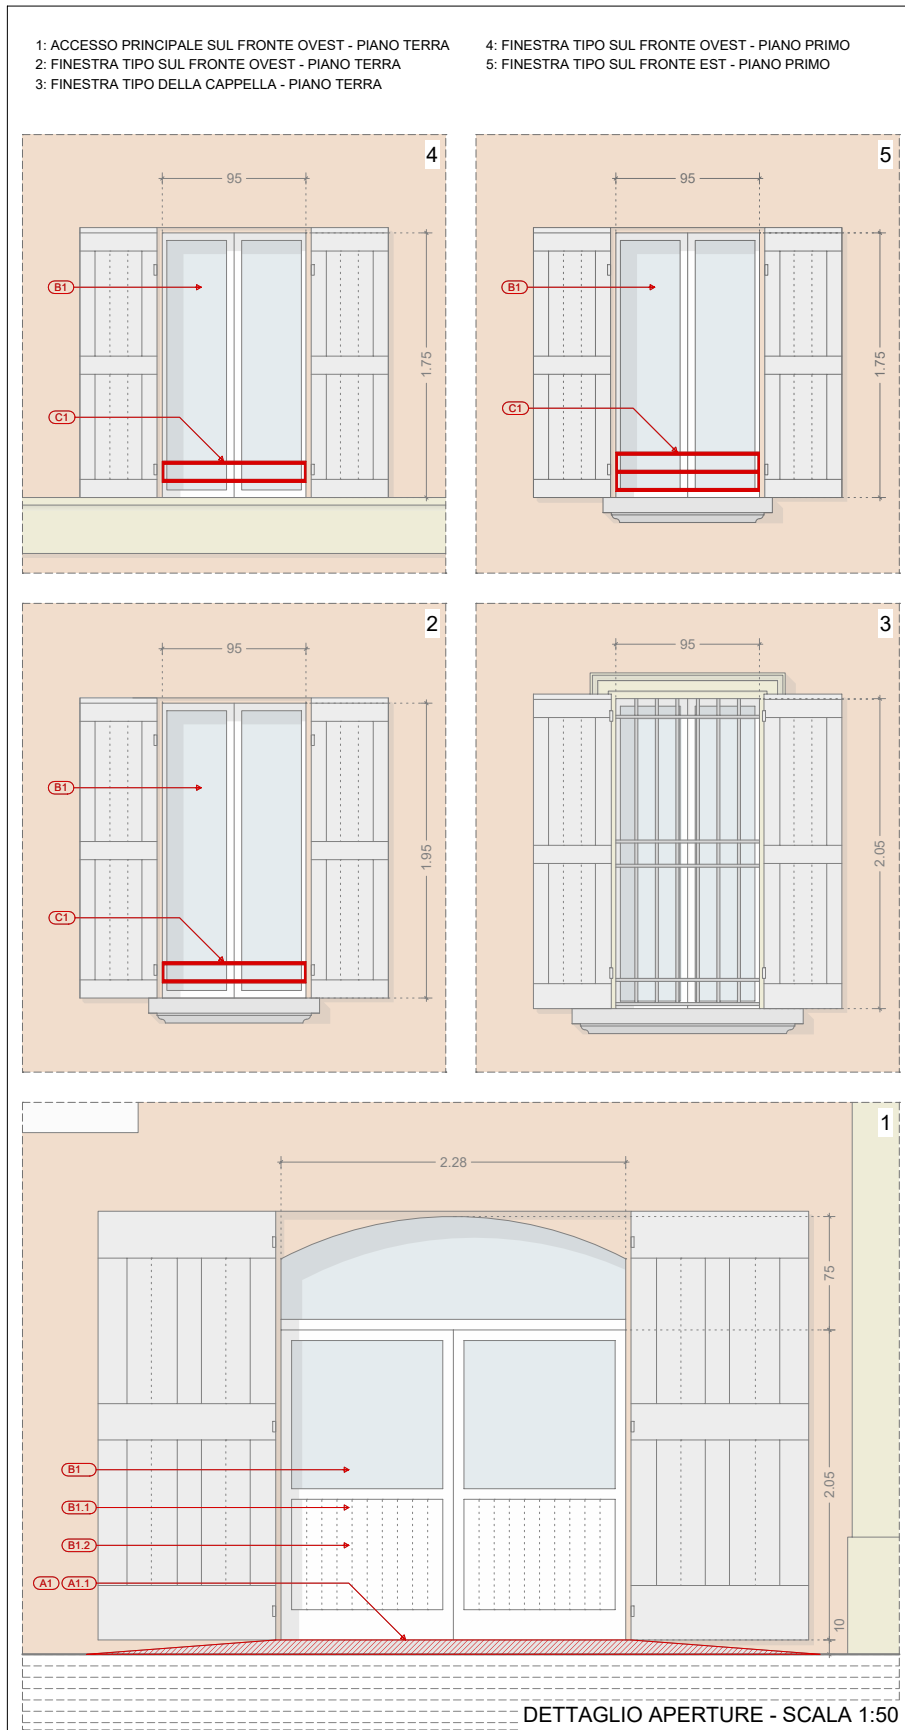 1: ACCESSO PRINCIPALE SUL FRONTE OVEST - PIANO TERRA
2: FINESTRA TIPO SUL FRONTE OVEST - PIANO TERRA
3: FINESTRA TIPO DELLA CAPPELLA - PIANO TERRA
4: FINESTRA TIPO SUL FRONTE OVEST - PIANO PRIMO
5: FINESTRA TIPO SUL FRONTE EST - PIANO PRIMO
4
95
B1
C1
1.75
5
95
B1
C1
1.75
2
95
B1
C1
1.95
3
95
2.05
1
2.28
75
B1
B1.1
B1.2
A1 A1.1
2.05
10
DETTAGLIO APERTURE - SCALA 1:50